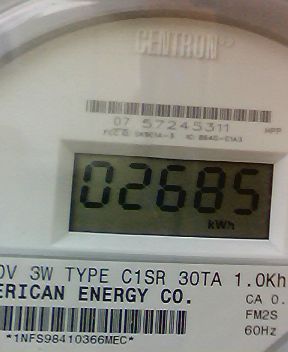 CENTRON
07 57245311
HPP
02685
kWh
0V 3W TYPE C1SR 30TA 1.0Kh
ERICAN ENERGY CO.
CA 0.
FM2S
60Hz
*1NFS98410366MEC*